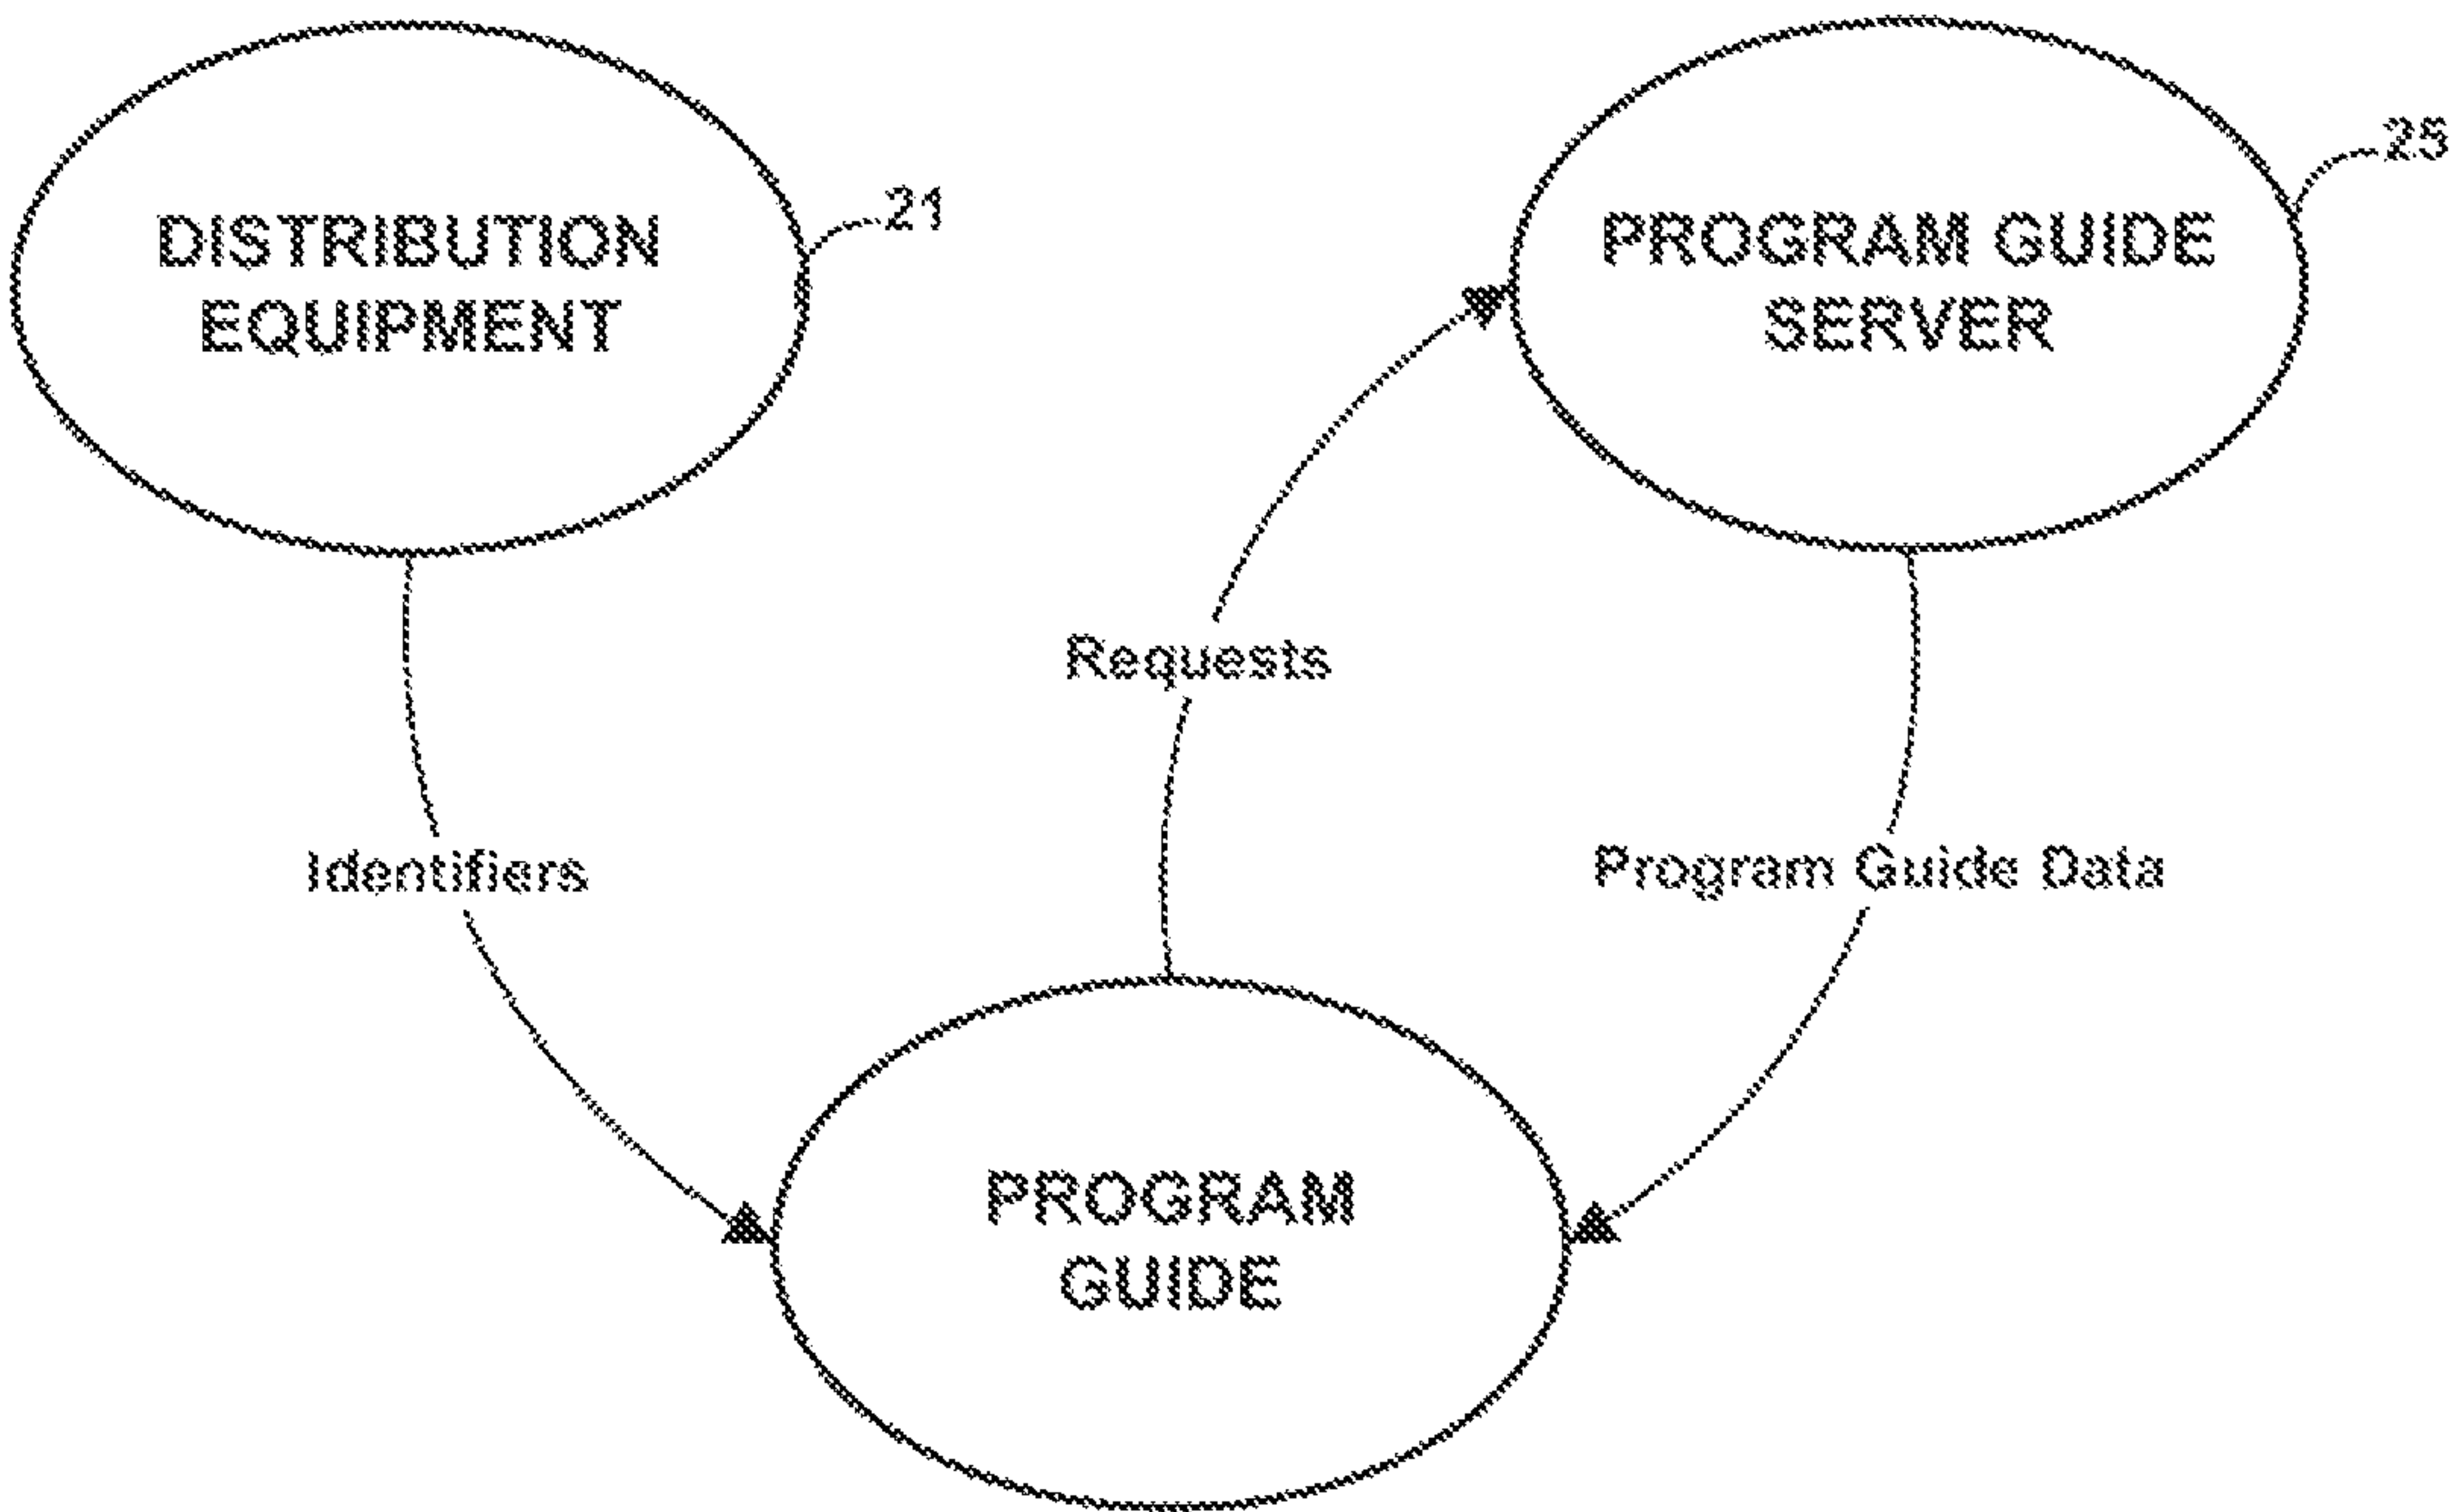 DISTRIBUTION
EQUIPMENT
21
PROGRAM GUIDE
SERVER
25
Requests
Identifiers
Program Guide Data
PROGRAM
GUIDE